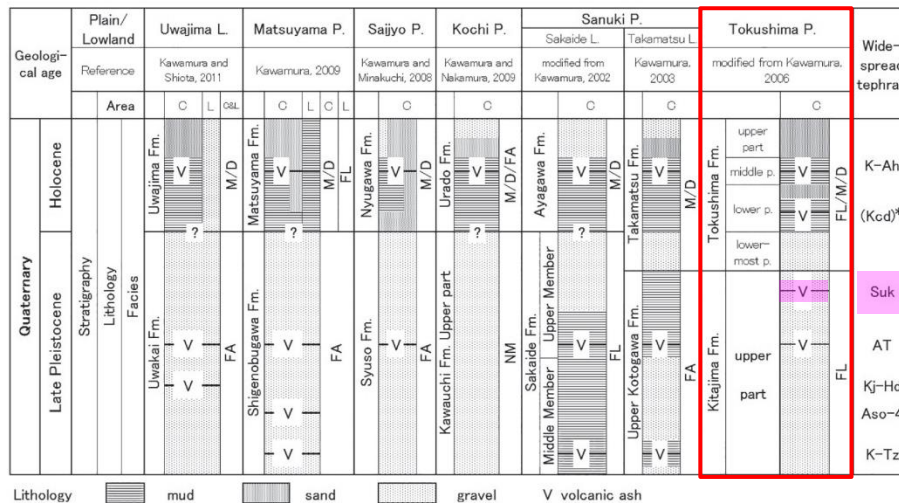 Geologi-
cal age
Plain/
Lowland
Reference
Area
Uwajima L.
Kawamura and
Shiota, 2011
C L C&L
Matsuyama P.
Kawamura, 2009
C L C L
Saijyo P.
Kawamura and
Minakuchi, 2008
C
Kochi P.
Kawamura and
Nakamura, 2009
C
Sanuki P.
Sakaide L.
modified from
Kawamura, 2002
C
Takamatsu L.
Kawamura,
2003
C
Tokushima P.
modified from Kawamura,
2006
C
Wide-
spread
tephra
Quaternary
Holocene
Late Pleistocene
Stratigraphy
Lithology
Facies
Uwajima Fm.
V
M/D
?
Uwakai Fm.
V
V
FA
Matsuyama Fm.
V
M/D
FL
?
Shigenobugawa Fm.
V
V
V
FA
Nyugawa Fm.
V
M/D
Syuso Fm.
V
FA
Urado Fm.
V
M/D/FA
?
Kawauchi Fm. Upper part
NM
Ayagawa Fm.
V
M/D
?
Sakaide Fm.
Upper Member
Middle Member
V
V
FL
Takamatsu Fm.
V
M/D
Upper Kotogawa Fm.
V
V
FA
Tokushima Fm.
upper
part
middle p.
lower p.
lower-
most p.
V
V
FL/M/D
Kitajima Fm.
upper
part
V
V
FL
K-Ah
(Kcd)*
Suk
AT
Kj-Ho
Aso-4
K-Tz
Lithology mud sand gravel V volcanic ash